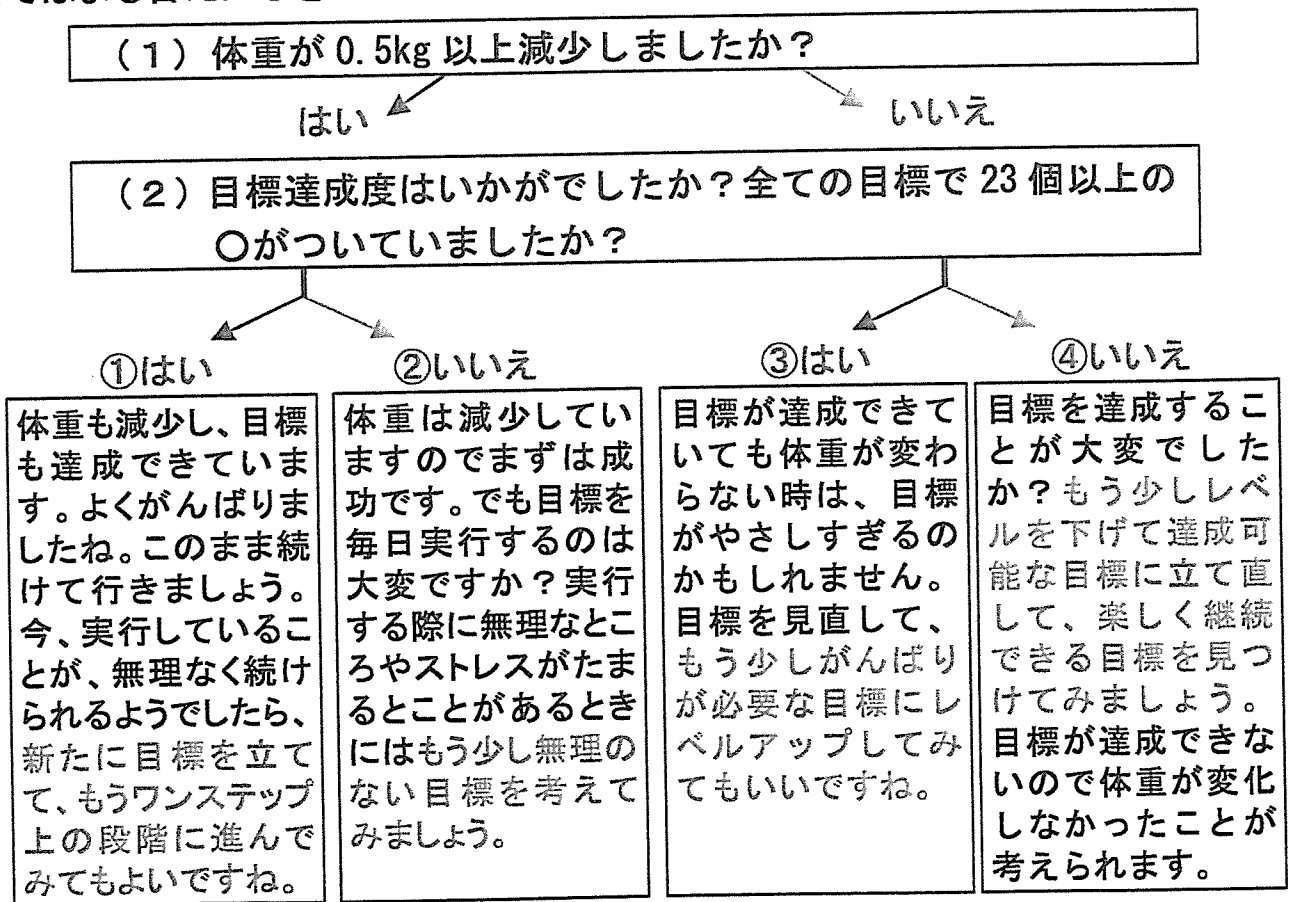 (1)体重が0.5kg以上減少しましたか?
はい
いいえ
(2)目標達成度はいかがでしたか?全ての目標で23個以上の
○がついていましたか?
①はい
②いいえ
③はい
④いいえ
体重も減少し、目標
も達成できていま
す。よくがんばりま
したね。このまま続
けて行きましょう。
今、実行しているこ
とが、無理なく続け
られるようでしたら、
新たに目標を立て
て、もうワンステップ
上の段階に進んで
みてもよいですね。
体重は減少してい
ますのでまずは成
功です。でも目標を
毎日実行するのは
大変ですか?実行
する際に無理なとこ
ろやストレスがたま
るとことがあるとき
にはもう少し無理の
ない目標を考えて
みましょう。
目標が達成できて
いても体重が変わ
らない時は、目標
がやさしすぎるの
かもしれません。
目標を見直して、
もう少しがんばり
が必要な目標にレ
ベルアップしてみ
てもいいですね。
目標を達成するこ
とが大変でした
か?もう少しレベ
ルを下げて達成可
能な目標に立て直
して、楽しく継続
できる目標を見つ
けてみましょう。
目標が達成できな
いので体重が変化
しなかったことが
考えられます。